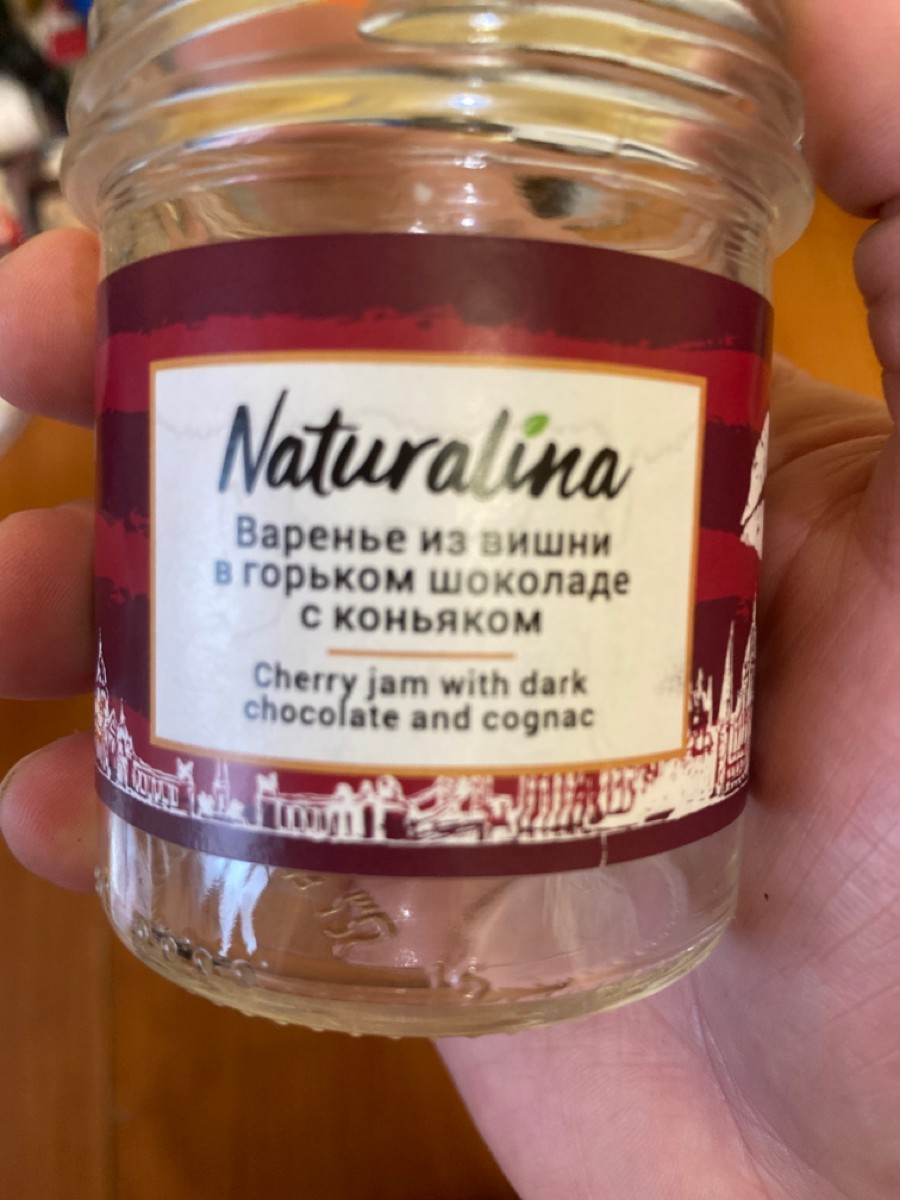 Naturalina
Варенье из вишни
в горьком шоколаде
с коньяком
Cherry jam with dark
chocolate and cognac